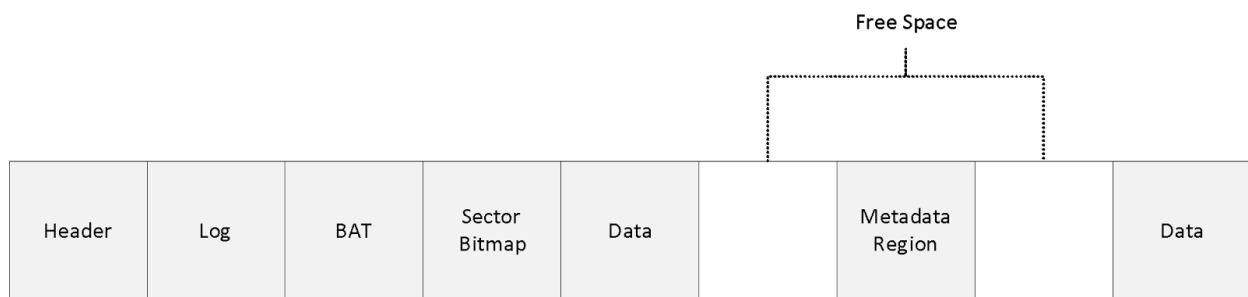 Free Space
Header
Log
BAT
Sector
Bitmap
Data
Metadata
Region
Data